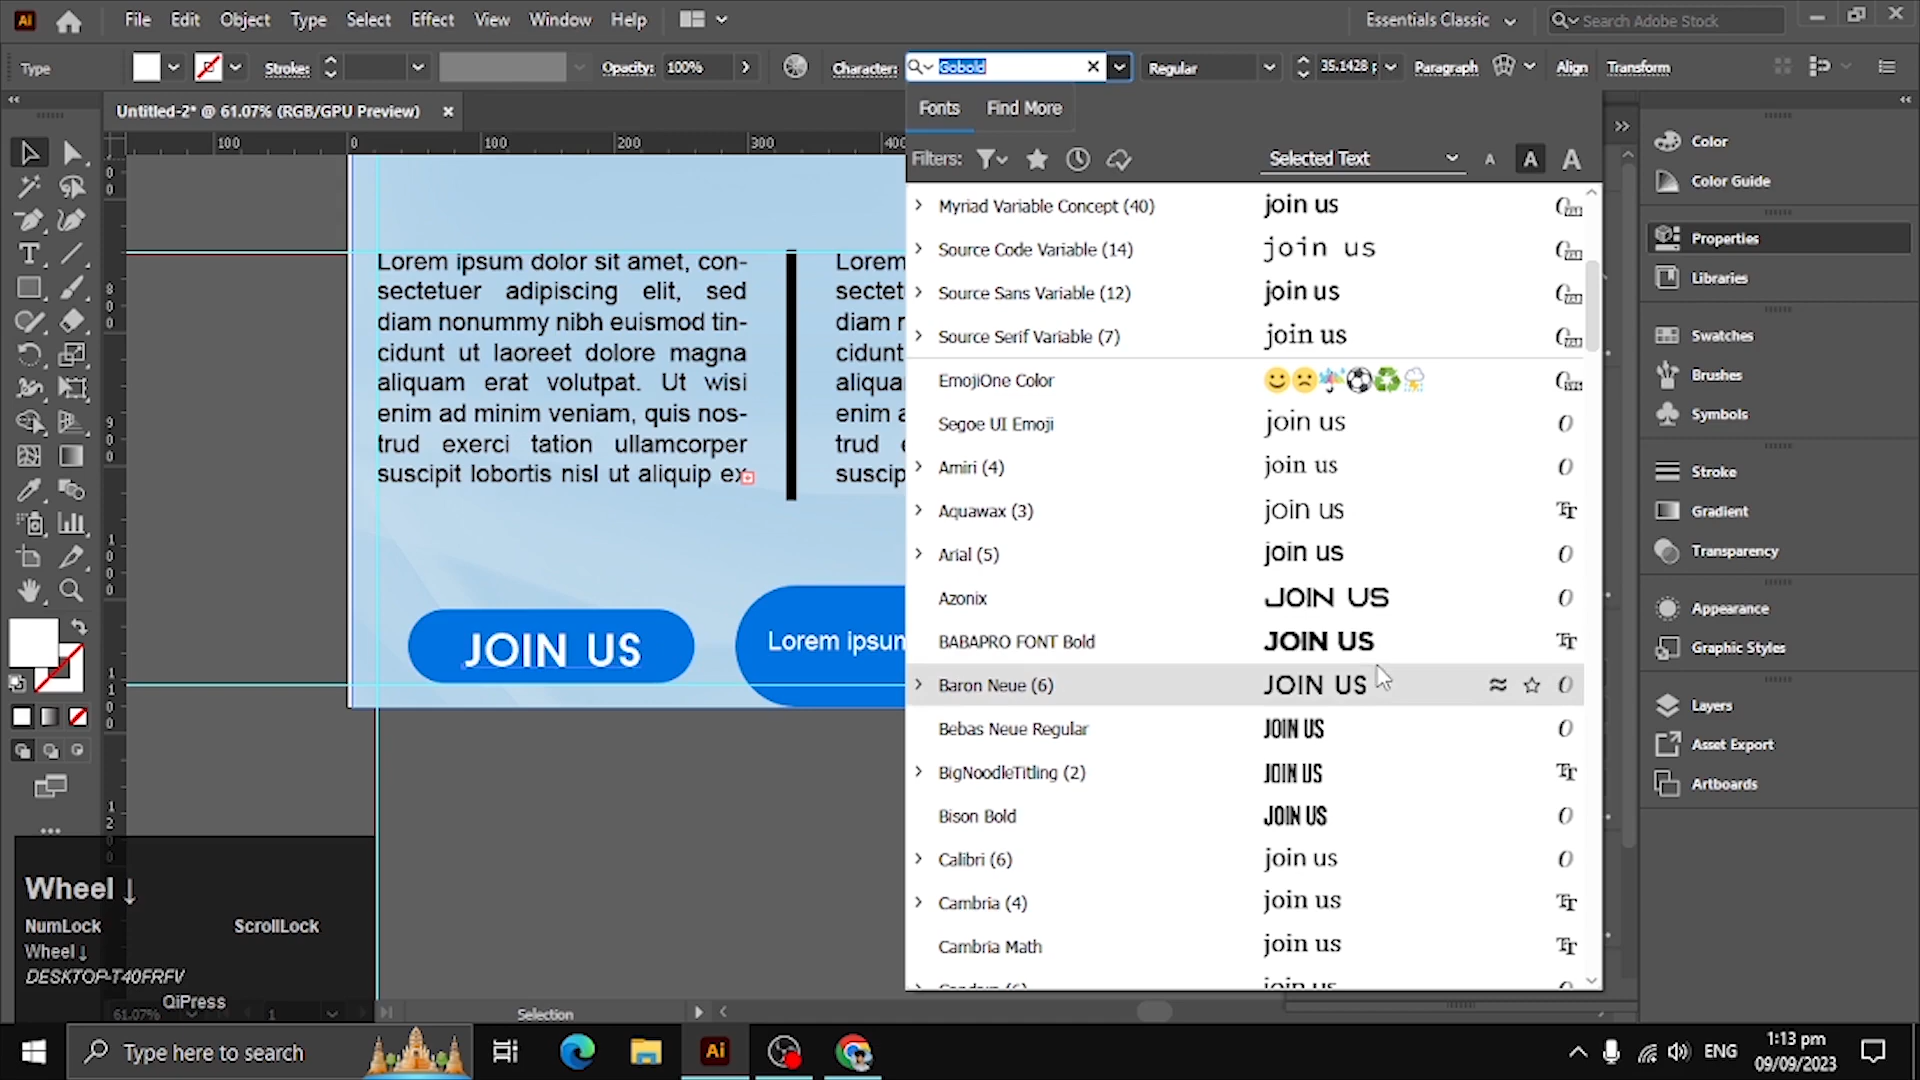 Ai File Edit Object Type Select Effect View Window Help Essentials Classic Search Adobe Stock
Type Stroke: Opacity: 100% Character: Gobold Regular 35.1428 p Paragraph Align Transform
Untitled-2* @ 61.07% (RGB/GPU Preview)
Fonts Find More
100 0 100 200 300 400
Filters: Selected Text A A A
Myriad Variable Concept (40) join us
Source Code Variable (14) join us
Source Sans Variable (12) join us
Source Serif Variable (7) join us
EmojiOne Color
Segoe UI Emoji join us
Amiri (4) join us
Aquawax (3) join us
Arial (5) join us
Azonix JOIN US
BABAPRO FONT Bold JOIN US
Baron Neue (6) JOIN US
Bebas Neue Regular JOIN US
BigNoodleTitling (2) JOIN US
Bison Bold JOIN US
Calibri (6) join us
Cambria (4) join us
Cambria Math join us
Lorem ipsum dolor sit amet, con-
sectetuer adipiscing elit, sed
diam nonummy nibh euismod tin-
cidunt ut laoreet dolore magna
aliquam erat volutpat. Ut wisi
enim ad minim veniam, quis nos-
trud exerci tation ullamcorper
suscipit lobortis nisl ut aliquip ex
Lorem
sectet
diam
cidunt
aliqua
enim
trud
suscip
JOIN US
Lorem ipsum
Color
Color Guide
Properties
Libraries
Swatches
Brushes
Symbols
Stroke
Gradient
Transparency
Appearance
Graphic Styles
Layers
Asset Export
Artboards
Wheel ↓
NumLock ScrollLock
Wheel ↓
DESKTOP-T40FRFV
QiPress
61.07% 1 Selection
Type here to search Ai ENG 1:13 pm
09/09/2023